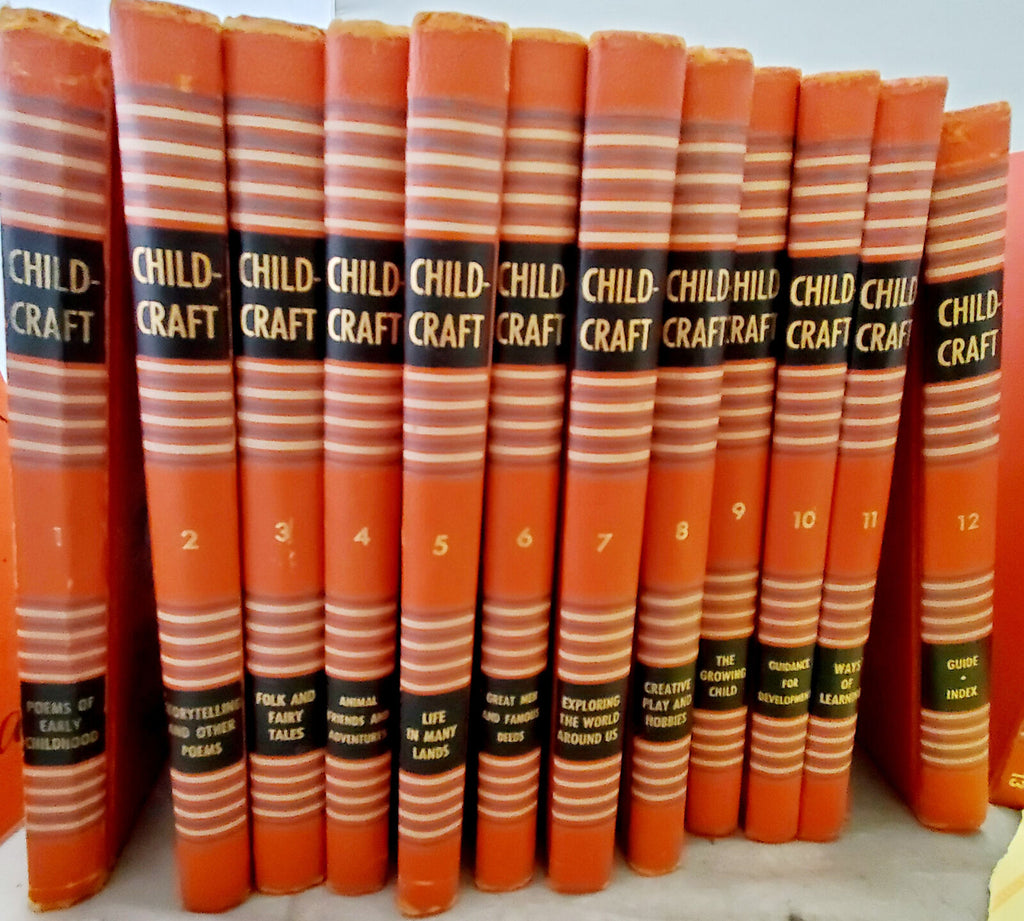 CHILD-
CRAFT
1
POEMS OF
EARLY
CHILDHOOD
CHILD-
CRAFT
2
STORYTELLING
AND OTHER
POEMS
CHILD-
CRAFT
3
FOLK AND
FAIRY
TALES
CHILD-
CRAFT
4
ANIMAL
FRIENDS AND
ADVENTURES
CHILD-
CRAFT
5
LIFE
IN MANY
LANDS
CHILD
CRAFT
6
GREAT MEN
AND FAMOUS
DEEDS
CHILD-
CRAFT
7
EXPLORING
THE WORLD
AROUND US
CHILD
CRAFT
8
CREATIVE
PLAY AND
HOBBIES
CHILD
CRAFT
9
THE
GROWING
CHILD
CHILD
CRAFT
10
GUIDANCE
FOR
DEVELOPMENT
CHILD
CRAFT
11
WAYS
OF
LEARNING
CHILD-
CRAFT
12
GUIDE
•
INDEX
13